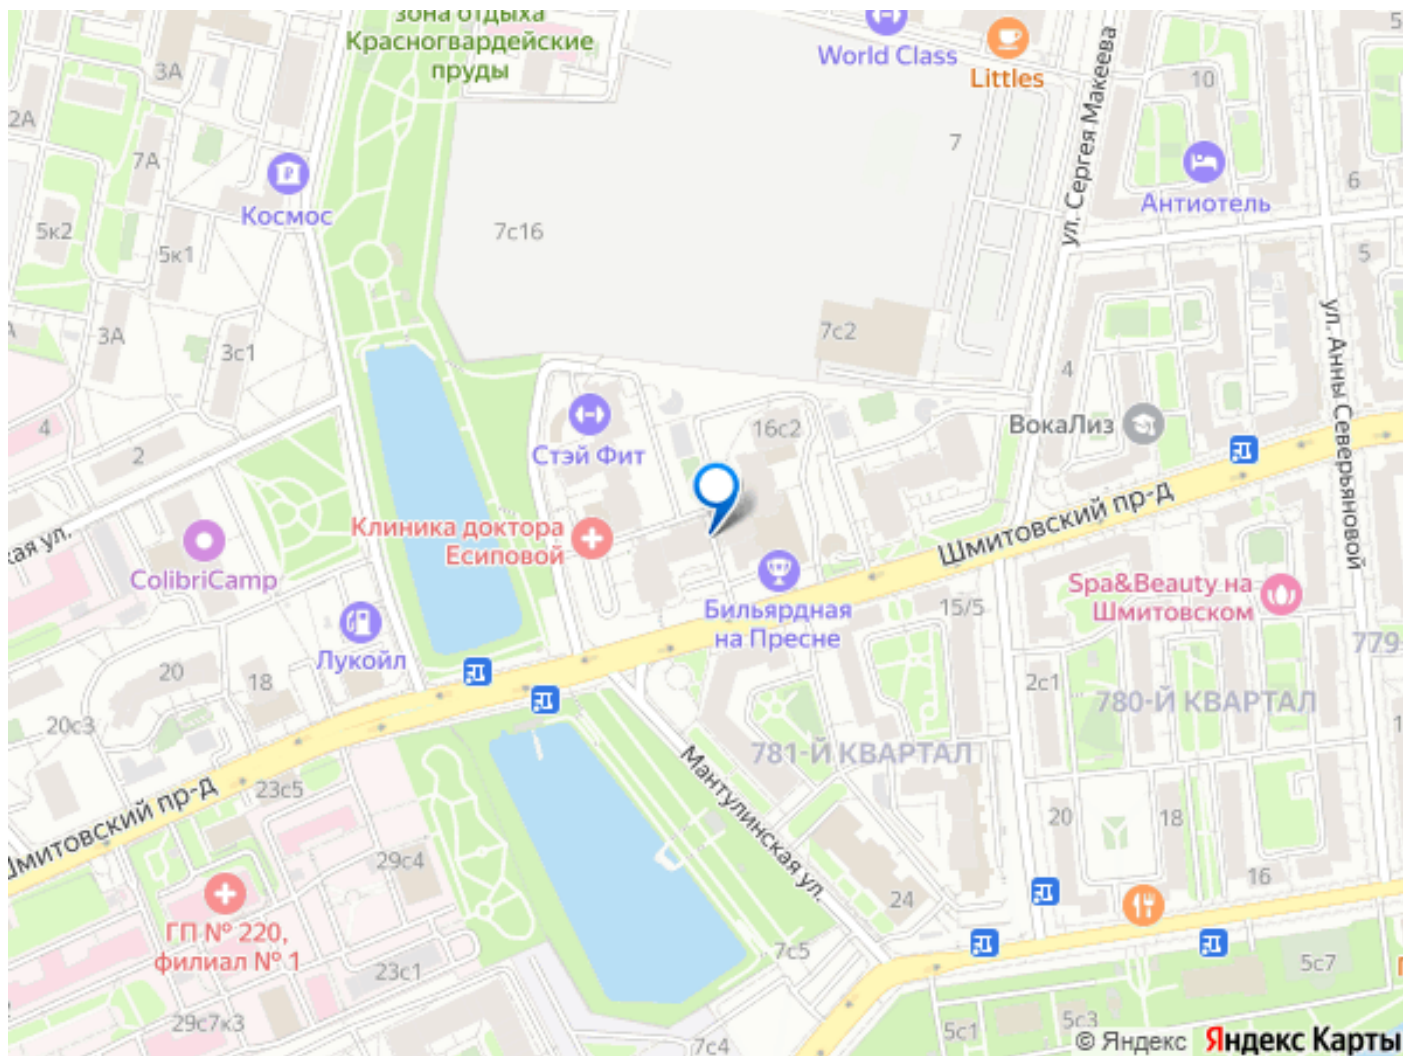 зона отдыха
Красногвардейские
пруды
World Class
Littles
3А
10
2А
7А
7
ул. Сергея Макеева
Антиотель
6
Космос
5к2
5к1
7с16
5
3А
3с1
7с2
ул. Анны Северьяновой
4
4
2
Стэй Фит
16с2
ВокаЛиз
Шмитовский пр-д
Клиника доктора
Есиповой
ская ул.
ColibriCamp
Бильярдная
на Пресне
15/5
Spa&Beauty на
Шмитовском
Лукойл
779-
20
18
2с1
780-Й КВАРТАЛ
20с3
781-Й КВАРТАЛ
Мантулинская ул.
23с5
Шмитовский пр-д
20
18
29с4
16
24
ГП № 220,
филиал № 1
23с1
7с5
5с7
29с7к3
7с4
5с1
5с3
© Яндекс Яндекс Карты